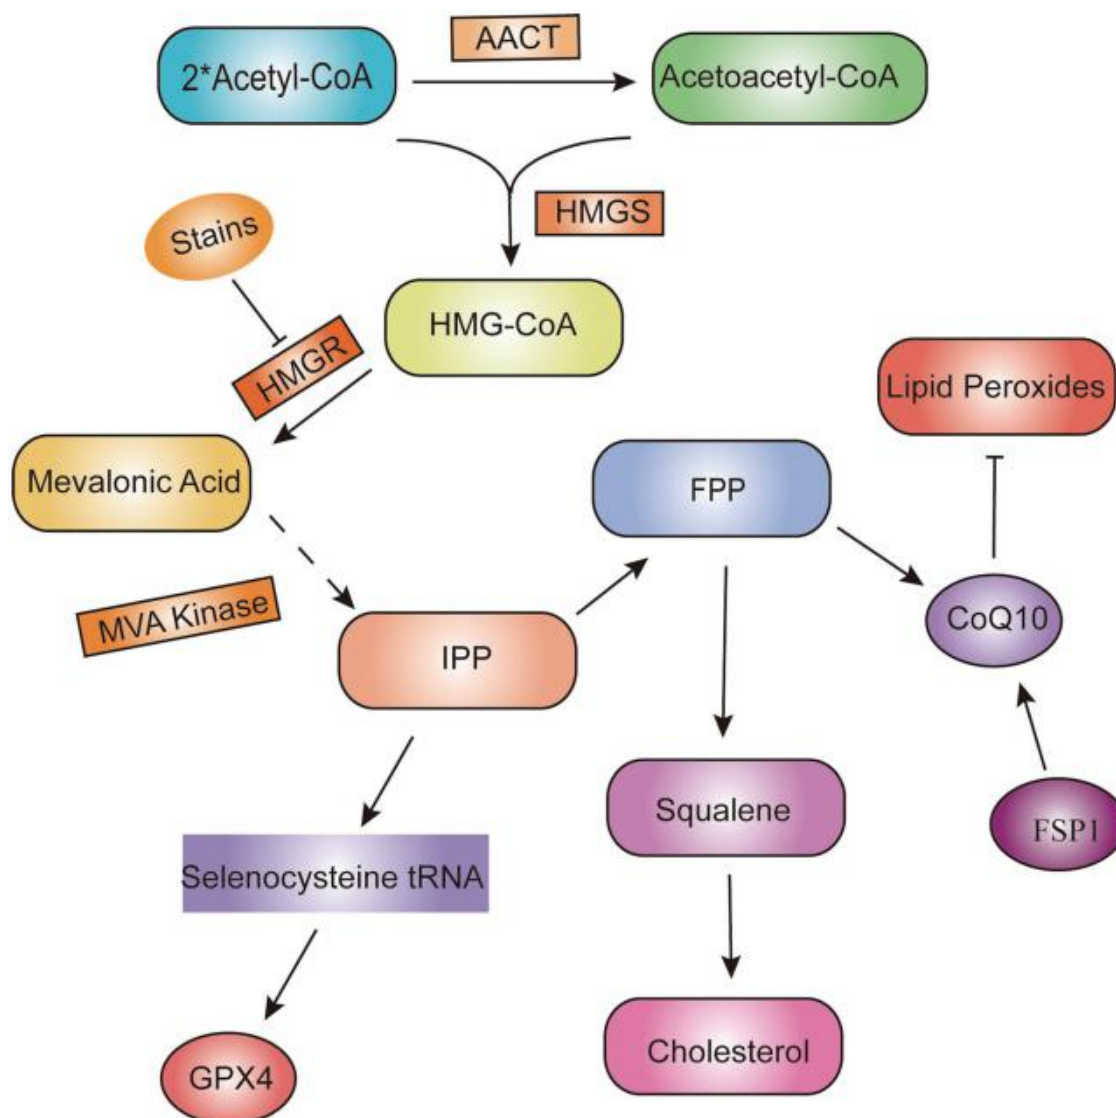 AACT
2*Acetyl-CoA
Acetoacetyl-CoA
HMGS
Stains
HMG-CoA
HMGR
Lipid Peroxides
Mevalonic Acid
FPP
MVA Kinase
CoQ10
IPP
Squalene
FSP1
Selenocysteine tRNA
Cholesterol
GPX4